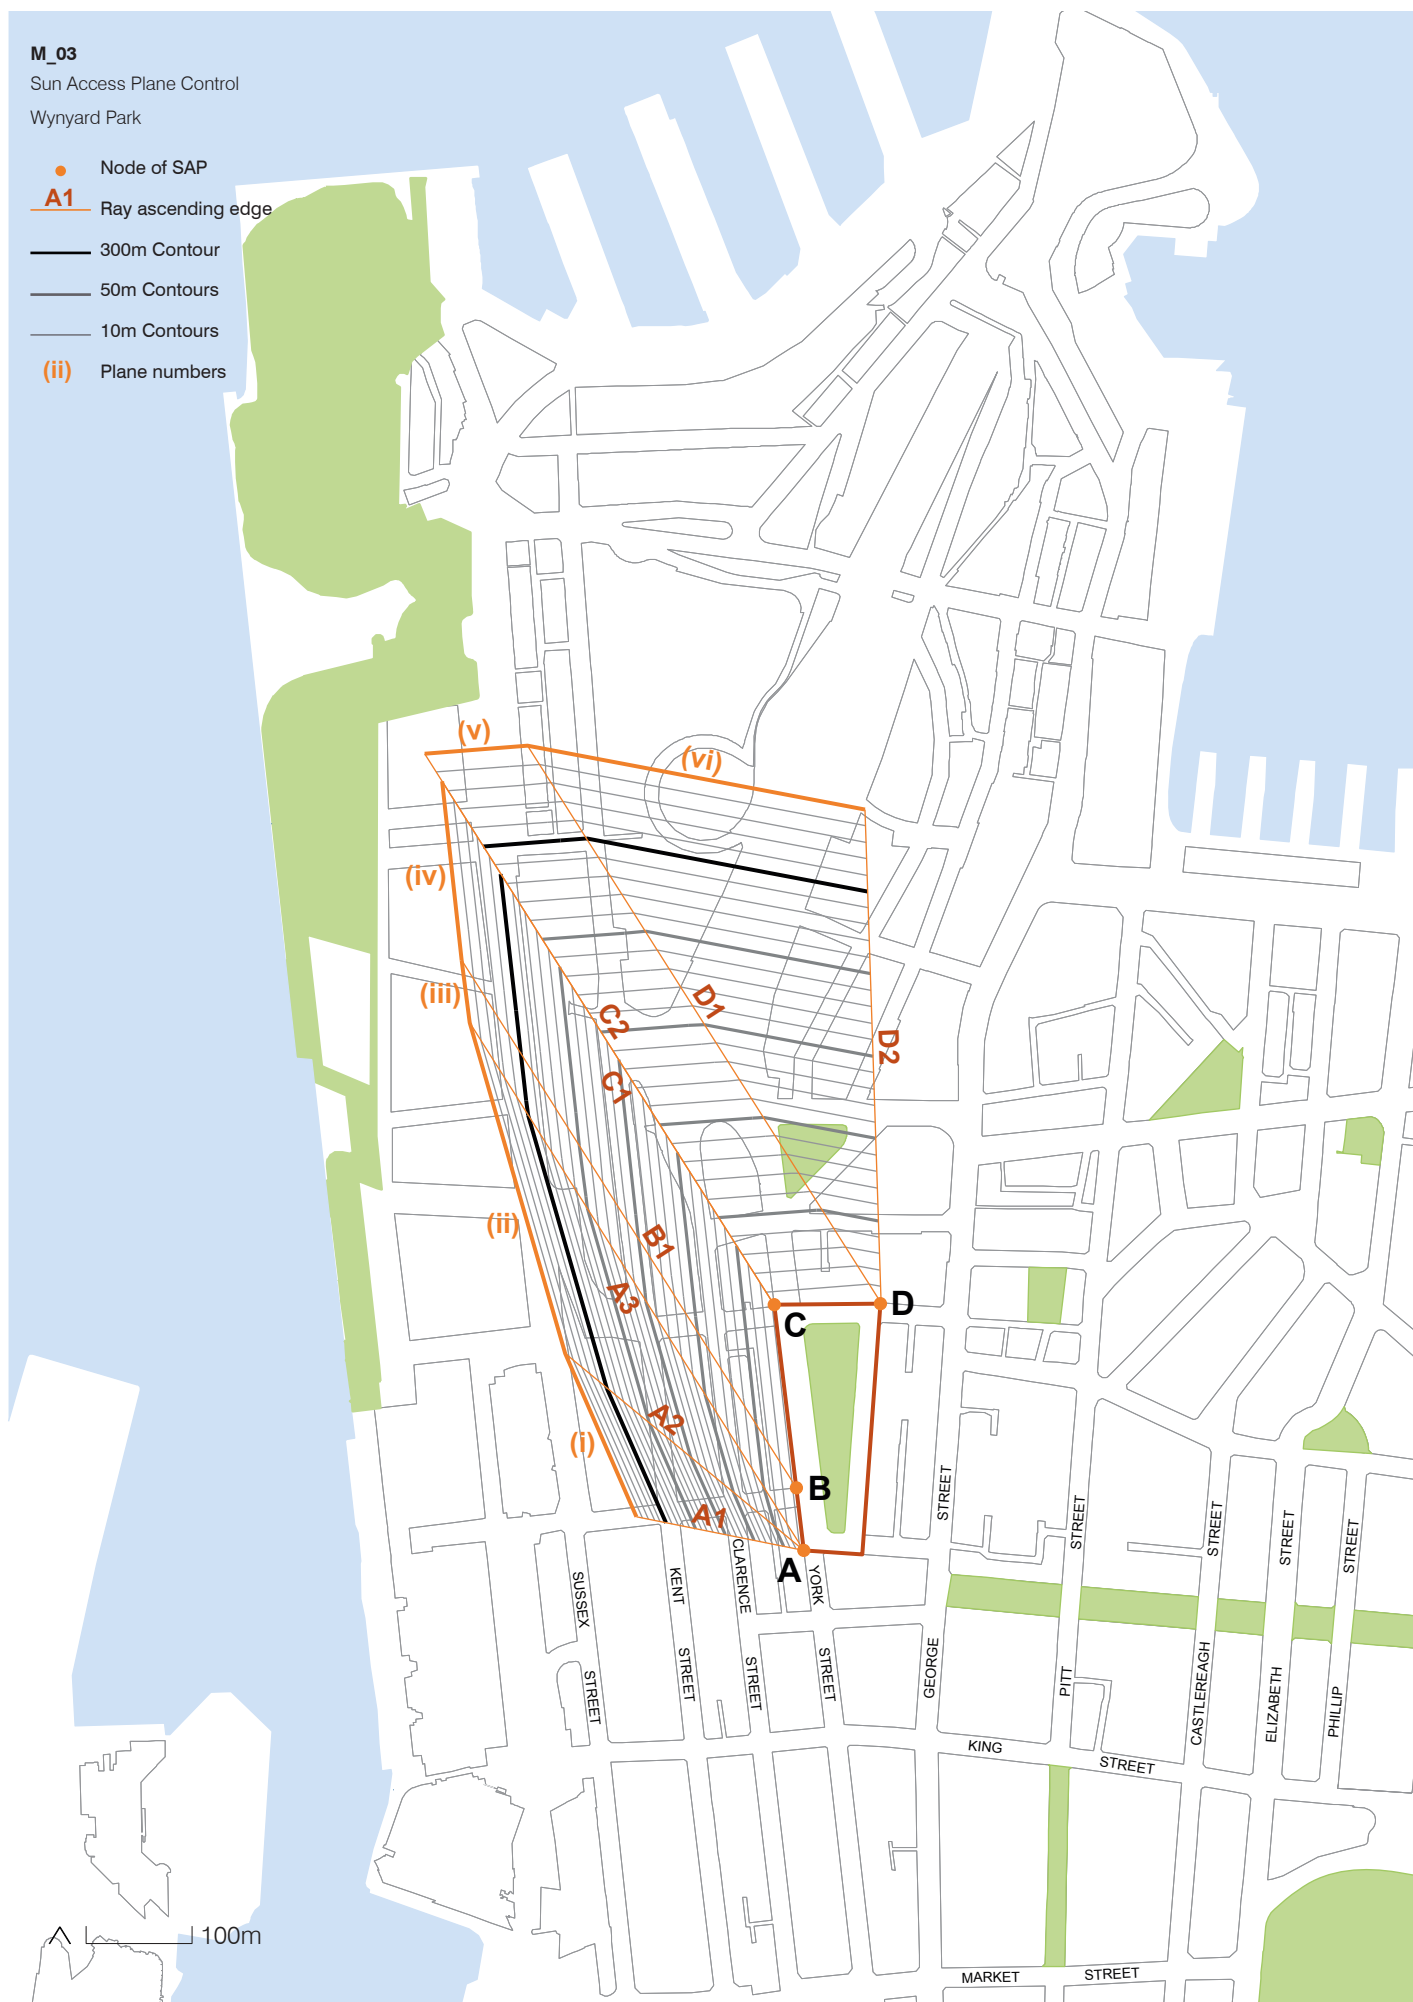 M_03
Sun Access Plane Control
Wynyard Park
Node of SAP
A1
Ray ascending edge
300m Contour
50m Contours
10m Contours
(ii)
Plane numbers
(v)
(vi)
(iv)
(iii)
C2
D1
D2
C1
(ii)
B1
A3
C
D
A2
(i)
A1
B
A
STREET
STREET
STREET
STREET
STREET
SUSSEX
KENT
CLARENCE
YORK
STREET
STREET
STREET
STREET
GEORGE
PITT
CASTLEREAGH
ELIZABETH
PHILLIP
KING
STREET
100m
MARKET
STREET